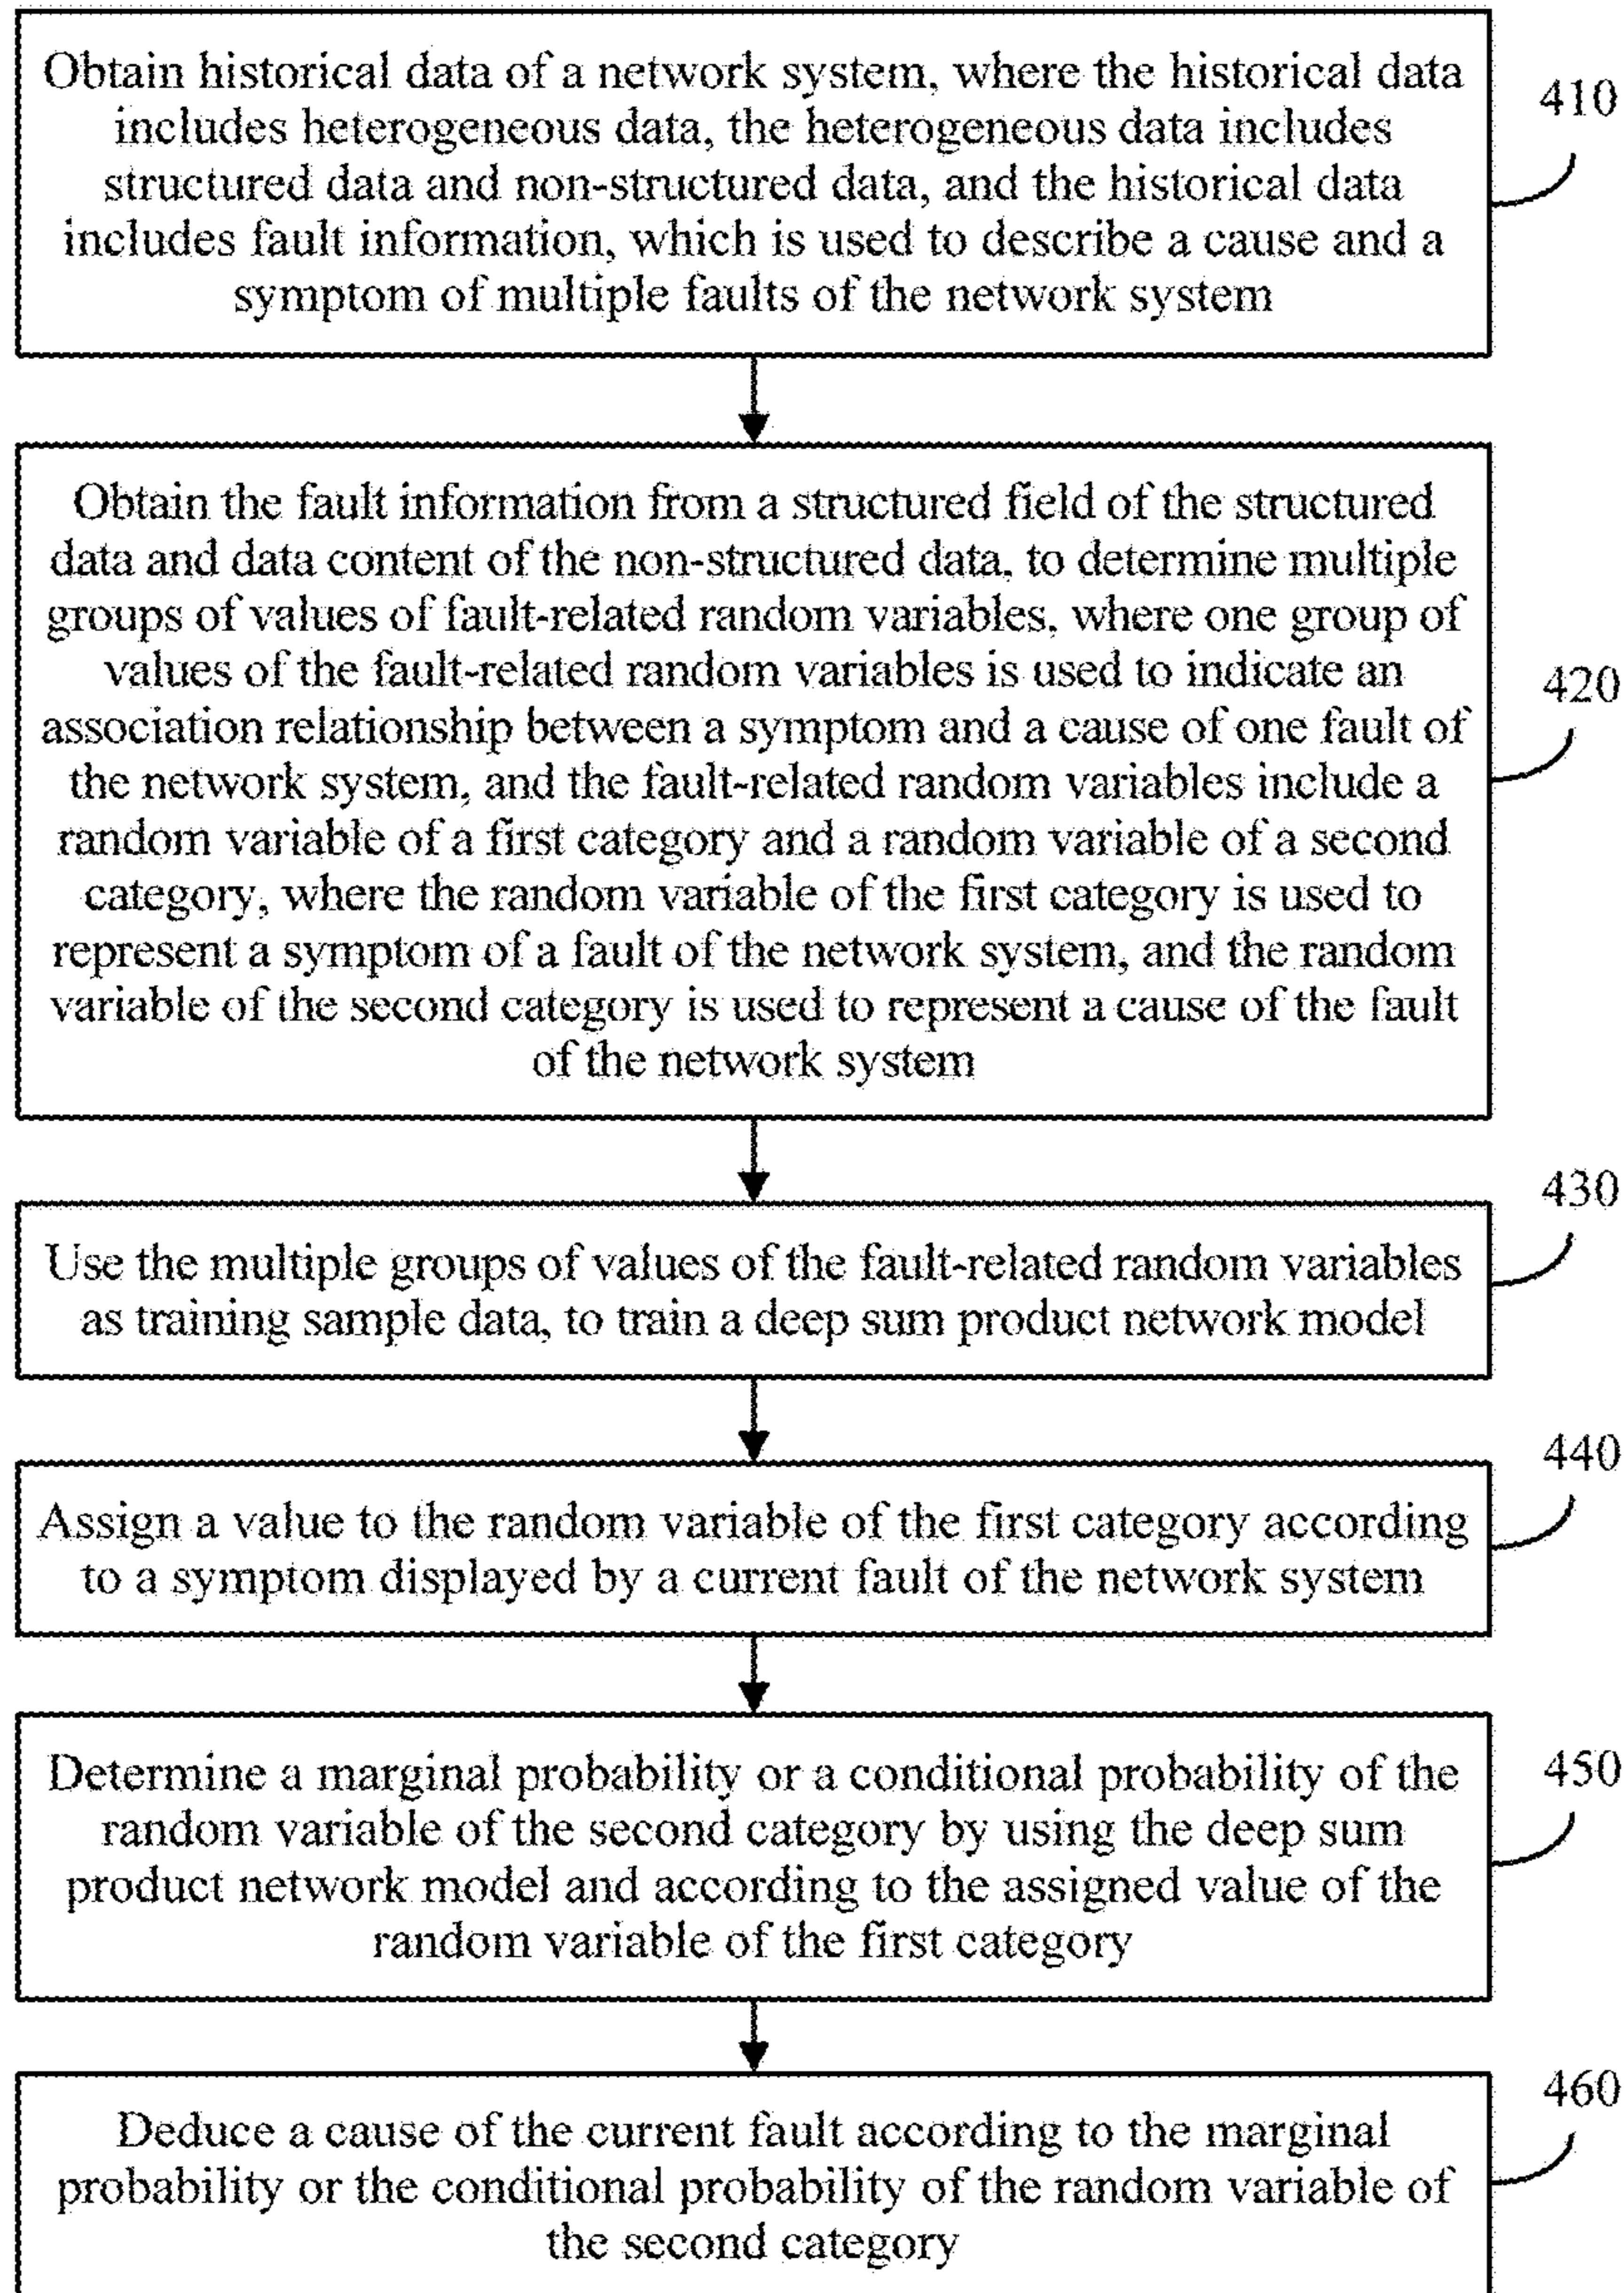 Obtain historical data of a network system, where the historical data
includes heterogeneous data, the heterogeneous data includes
structured data and non-structured data, and the historical data
includes fault information, which is used to describe a cause and a
symptom of multiple faults of the network system
410
Obtain the fault information from a structured field of the structured
data and data content of the non-structured data, to determine multiple
groups of values of fault-related random variables, where one group of
values of the fault-related random variables is used to indicate an
association relationship between a symptom and a cause of one fault of
the network system, and the fault-related random variables include a
random variable of a first category and a random variable of a second
category, where the random variable of the first category is used to
represent a symptom of a fault of the network system, and the random
variable of the second category is used to represent a cause of the fault
of the network system
420
Use the multiple groups of values of the fault-related random variables
as training sample data, to train a deep sum product network model
430
Assign a value to the random variable of the first category according
to a symptom displayed by a current fault of the network system
440
Determine a marginal probability or a conditional probability of the
random variable of the second category by using the deep sum
product network model and according to the assigned value of the
random variable of the first category
450
Deduce a cause of the current fault according to the marginal
probability or the conditional probability of the random variable of
the second category
460